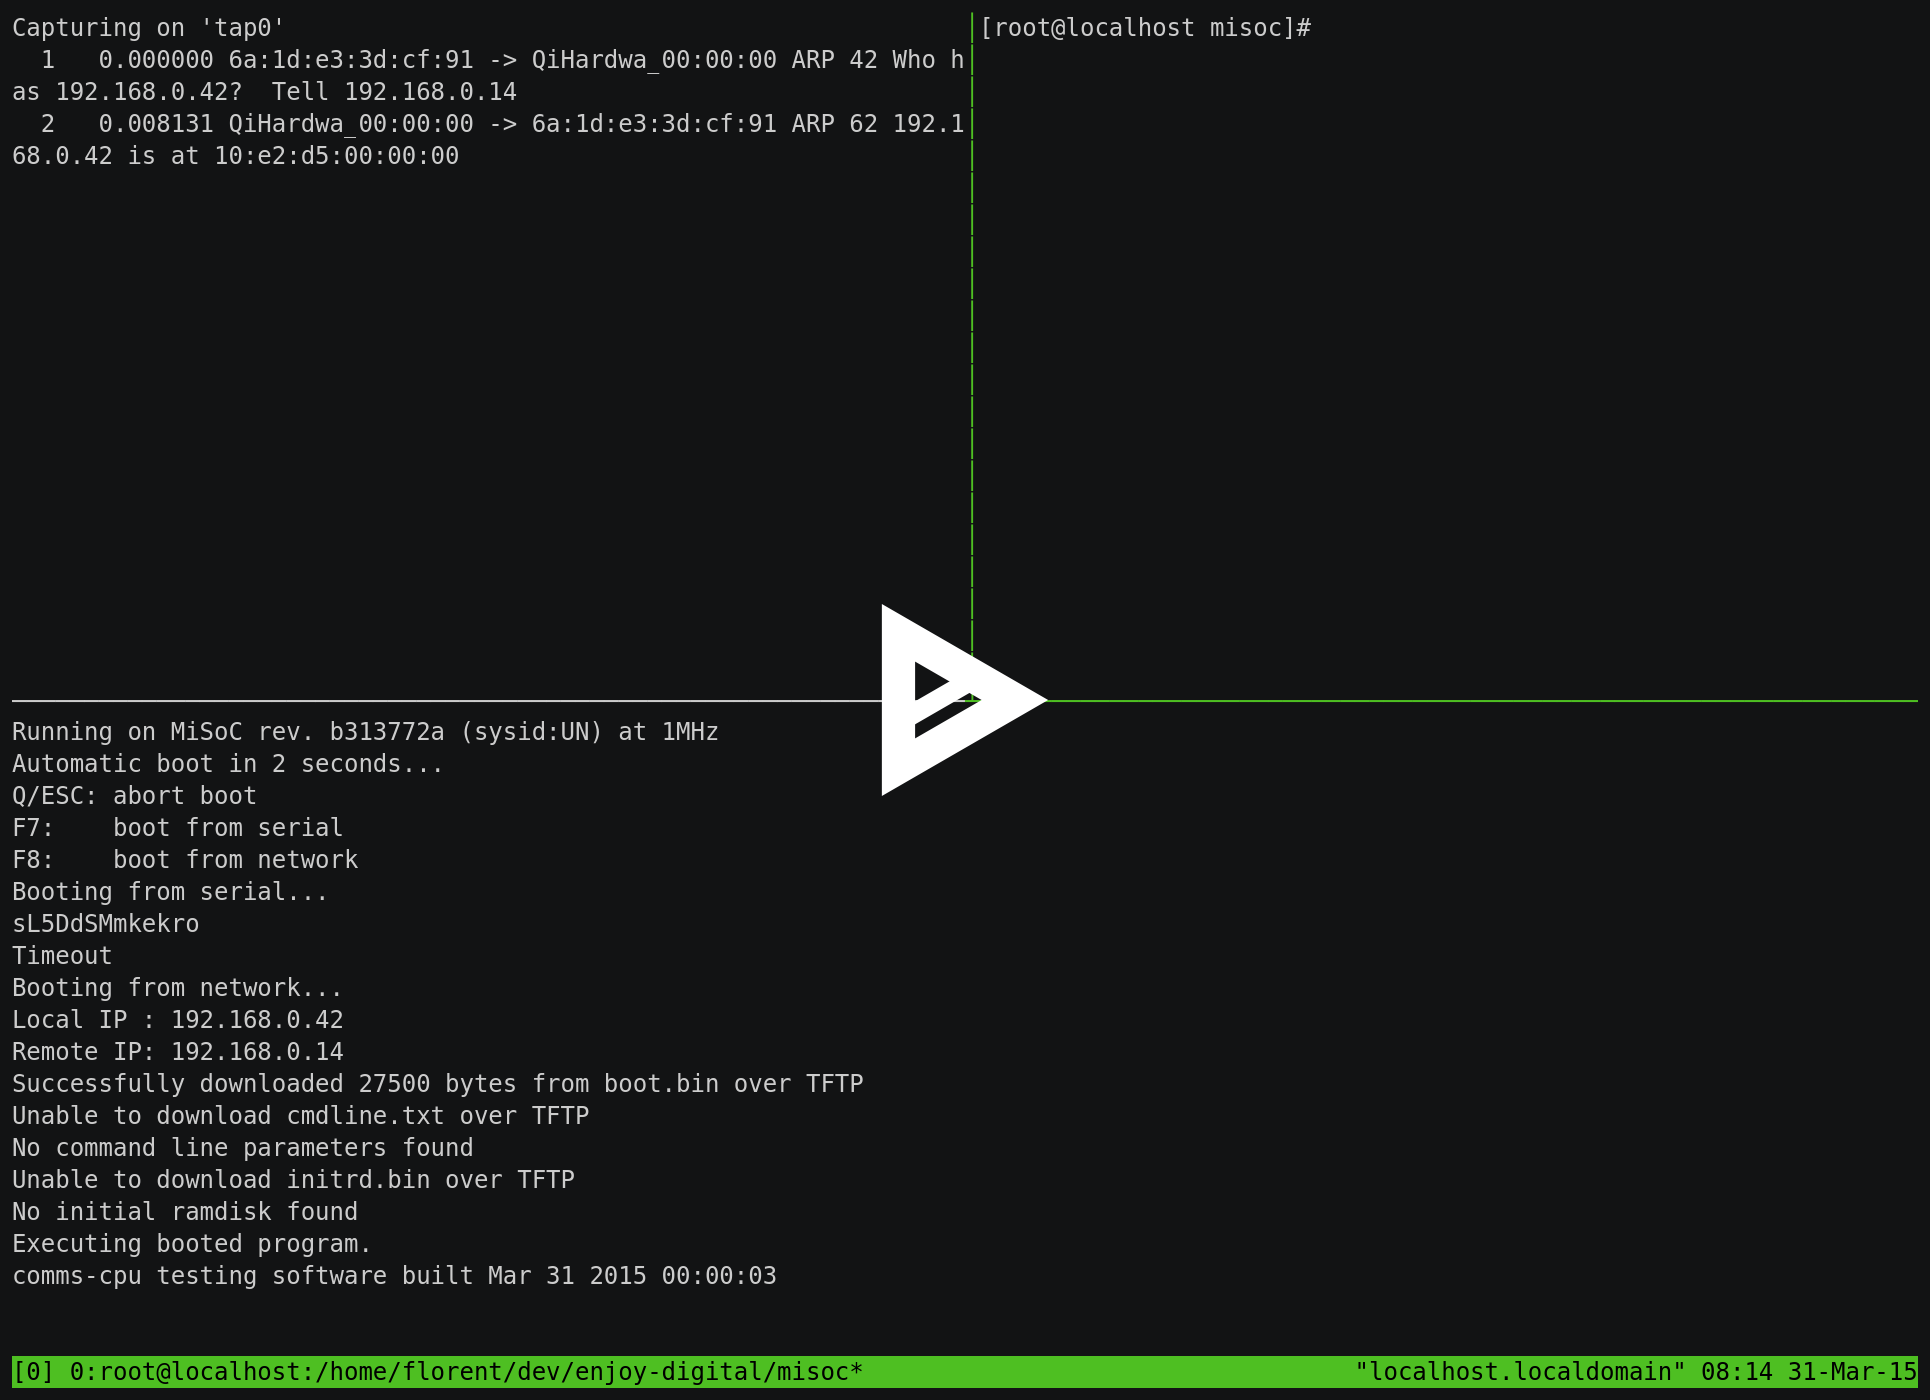 Capturing on 'tap0'
  1   0.000000 6a:1d:e3:3d:cf:91 -> QiHardwa_00:00:00 ARP 42 Who h
as 192.168.0.42?  Tell 192.168.0.14
  2   0.008131 QiHardwa_00:00:00 -> 6a:1d:e3:3d:cf:91 ARP 62 192.1
68.0.42 is at 10:e2:d5:00:00:00
[root@localhost misoc]#
Running on MiSoC rev. b313772a (sysid:UN) at 1MHz
Automatic boot in 2 seconds...
Q/ESC: abort boot
F7:    boot from serial
F8:    boot from network
Booting from serial...
sL5DdSMmkekro
Timeout
Booting from network...
Local IP : 192.168.0.42
Remote IP: 192.168.0.14
Successfully downloaded 27500 bytes from boot.bin over TFTP
Unable to download cmdline.txt over TFTP
No command line parameters found
Unable to download initrd.bin over TFTP
No initial ramdisk found
Executing booted program.
comms-cpu testing software built Mar 31 2015 00:00:03
[0] 0:root@localhost:/home/florent/dev/enjoy-digital/misoc* "localhost.localdomain" 08:14 31-Mar-15